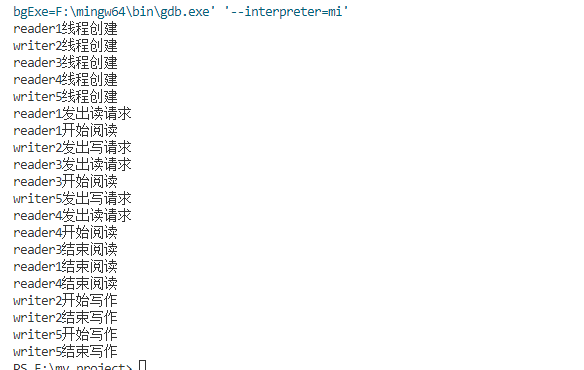 bgExe=F:\mingw64\bin\gdb.exe' '--interpreter=mi'
reader1线程创建
writer2线程创建
reader3线程创建
reader4线程创建
writer5线程创建
reader1发出读请求
reader1开始阅读
writer2发出写请求
reader3发出读请求
reader3开始阅读
writer5发出写请求
reader4发出读请求
reader4开始阅读
reader3结束阅读
reader1结束阅读
reader4结束阅读
writer2开始写作
writer2结束写作
writer5开始写作
writer5结束写作
PS F:\my project>